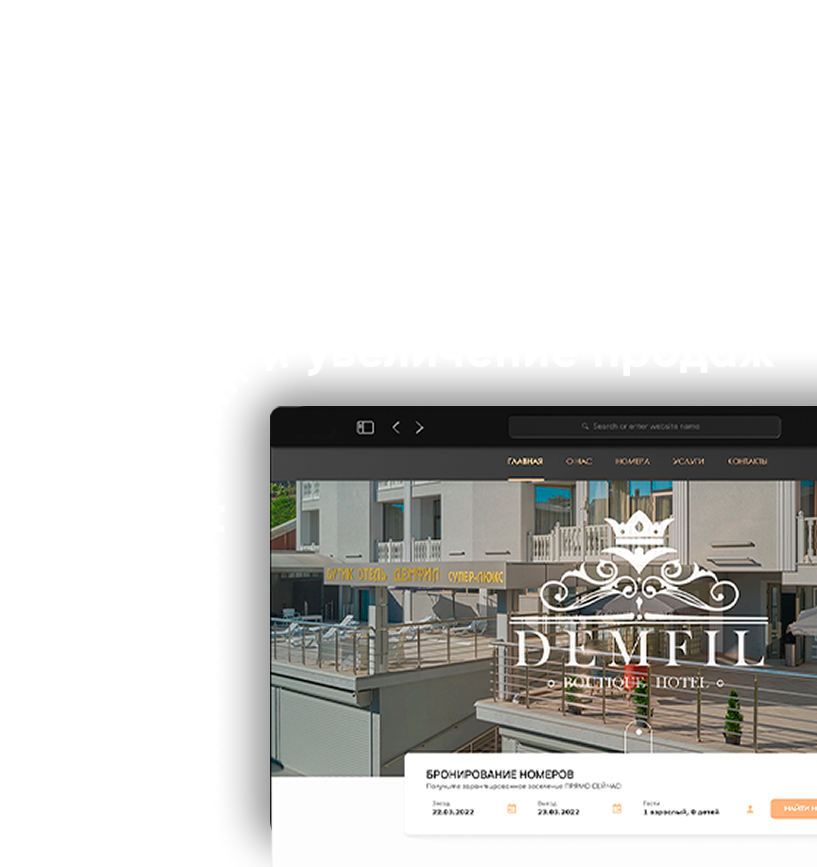 я увеличение продаж
Search or enter website name
ГЛАВНАЯ О НАС НОМЕРА УСЛУГИ КОНТАКТЫ
БУТИК ОТЕЛЬ ДЕМФИЛ СУПЕР-ЛЮКС
DEMFIL
BOUTIQUE HOTEL
БРОНИРОВАНИЕ НОМЕРОВ
Получите гарантированное заселение ПРЯМО СЕЙЧАС!
Заезд Выезд Гости
22.03.2022 23.03.2022 1 взрослый, 0 детей
НАЙТИ Н